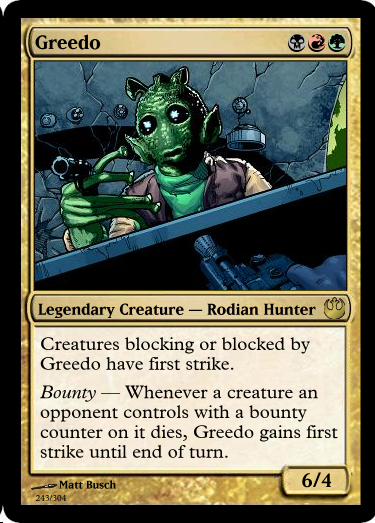 Greedo
Legendary Creature — Rodian Hunter
Creatures blocking or blocked by
Greedo have first strike.
Bounty — Whenever a creature an
opponent controls with a bounty
counter on it dies, Greedo gains first
strike until end of turn.
6/4
Matt Busch
243/304